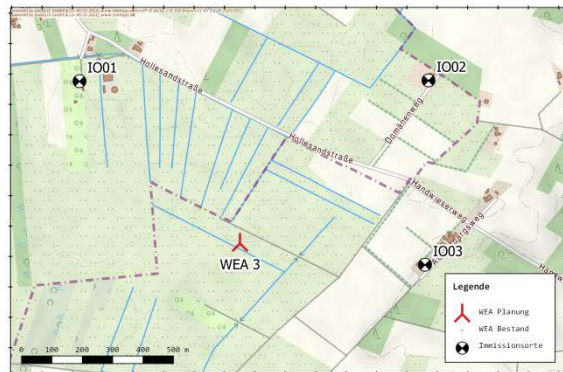 IO01
IO02
Hollesandstraße
Domänenweg
Hollesandstraße
Handwieserweg
IO03
WEA 3
Legende
WEA Planung
WEA Bestand
Immissionsorte
0 100 200 300 400 500 m